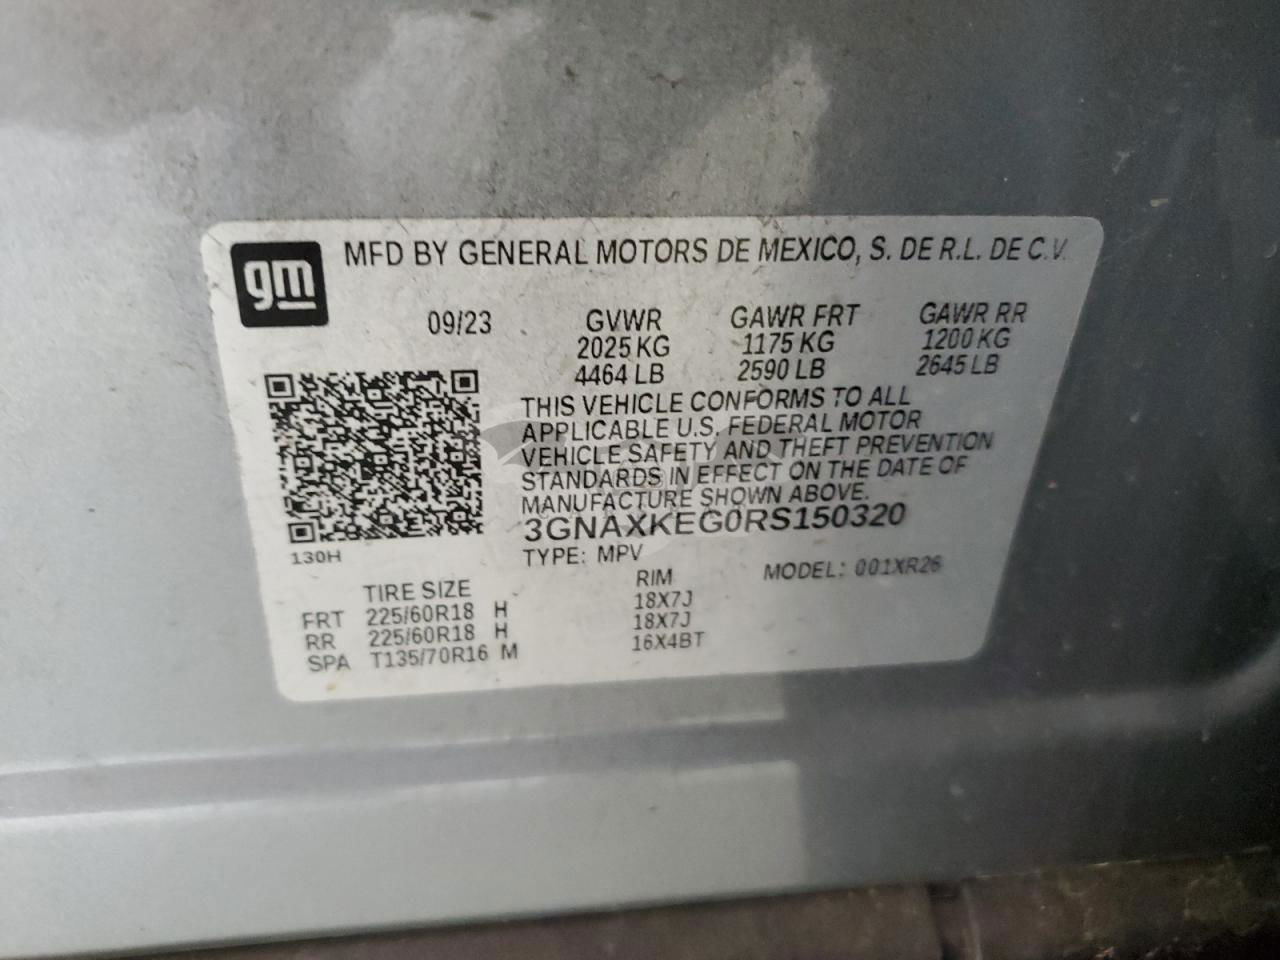 gm
MFD BY GENERAL MOTORS DE MEXICO, S. DE R.L. DE C.V.
09/23 GVWR GAWR FRT GAWR RR
2025 KG 1175 KG 1200 KG
4464 LB 2590 LB 2645 LB
THIS VEHICLE CONFORMS TO ALL
APPLICABLE U.S. FEDERAL MOTOR
VEHICLE SAFETY AND THEFT PREVENTION
STANDARDS IN EFFECT ON THE DATE OF
MANUFACTURE SHOWN ABOVE.
3GNAXKEG0RS150320
130H
TYPE: MPV MODEL: 001XR26
TIRE SIZE RIM
FRT 225/60R18 H 18X7J
RR 225/60R18 H 18X7J
SPA T135/70R16 M 16X4BT